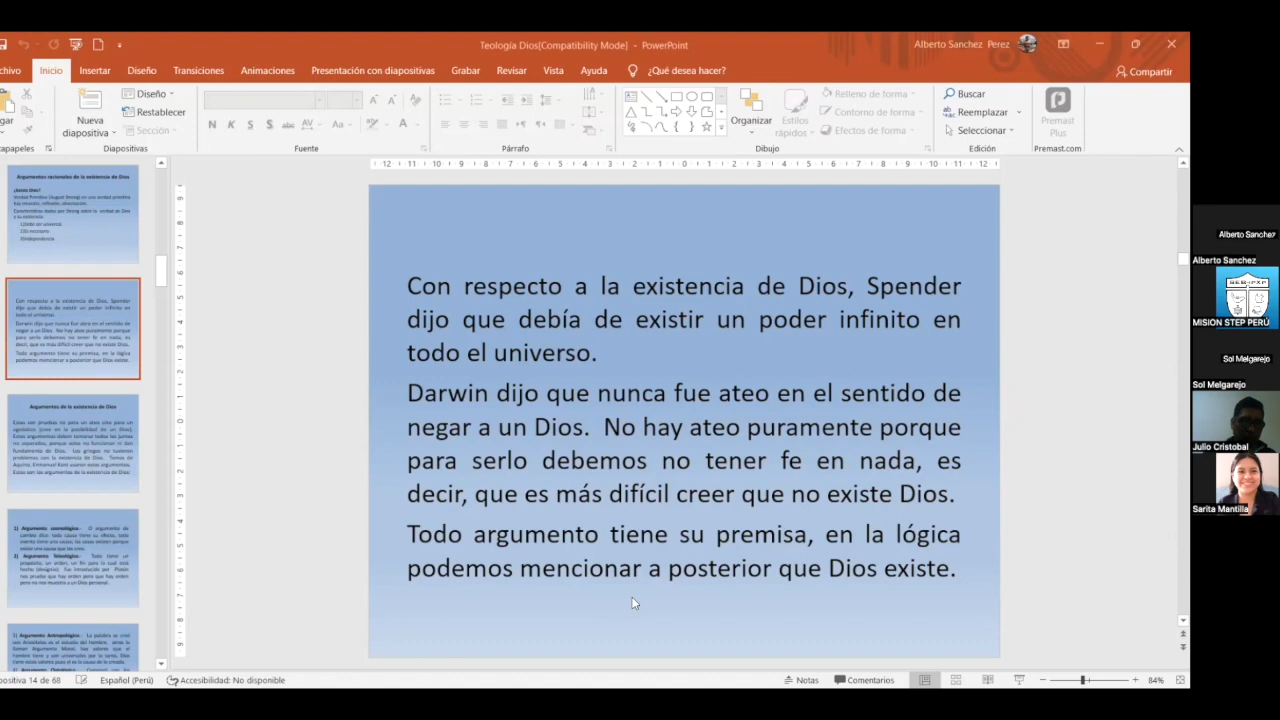 Teología Dios[Compatibility Mode] - PowerPoint
Alberto Sanchez Perez
Inicio Insertar Diseño Transiciones Animaciones Presentación con diapositivas Grabar Revisar Vista Ayuda ¿Qué desea hacer?
Compartir
Nueva diapositiva
Diseño
Restablecer
Sección
Diapositivas
N K S S AV Aa A
Fuente
Párrafo
Organizar
Estilos rápidos
Relleno de forma
Contorno de forma
Efectos de forma
Dibujo
Buscar
Reemplazar
Seleccionar
Edición
Premast Plus
Premast.com
Argumentos racionales de la existencia de Dios
Con respecto a la existencia de Dios, Spender
dijo que debía de existir un poder infinito en
todo el universo.
Darwin dijo que nunca fue ateo en el sentido de
negar a un Dios. No hay ateo puramente porque
para serlo debemos no tener fe en nada, es
decir, que es más difícil creer que no existe Dios.
Todo argumento tiene su premisa, en la lógica
podemos mencionar a posterior que Dios existe.
Argumentos de la existencia de Dios
Alberto Sanchez
Alberto Sanchez
MISION STEP PERÚ
Sol Melgarejo
Sol Melgarejo
Julio Cristobal
Sarita Mantilla
14 de 68 Español (Perú) Accesibilidad: No disponible Notas Comentarios 84%